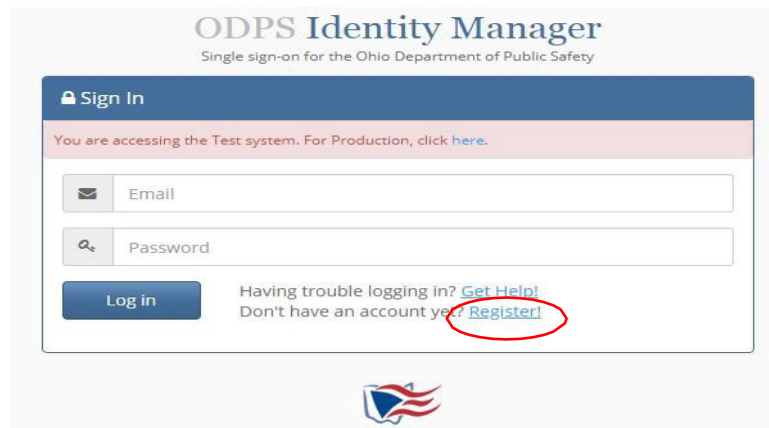 ODPS Identity Manager
Single sign-on for the Ohio Department of Public Safety
Sign In
You are accessing the Test system. For Production, click here.
Email
Password
Log in
Having trouble logging in? Get Help!
Don't have an account yet? Register!